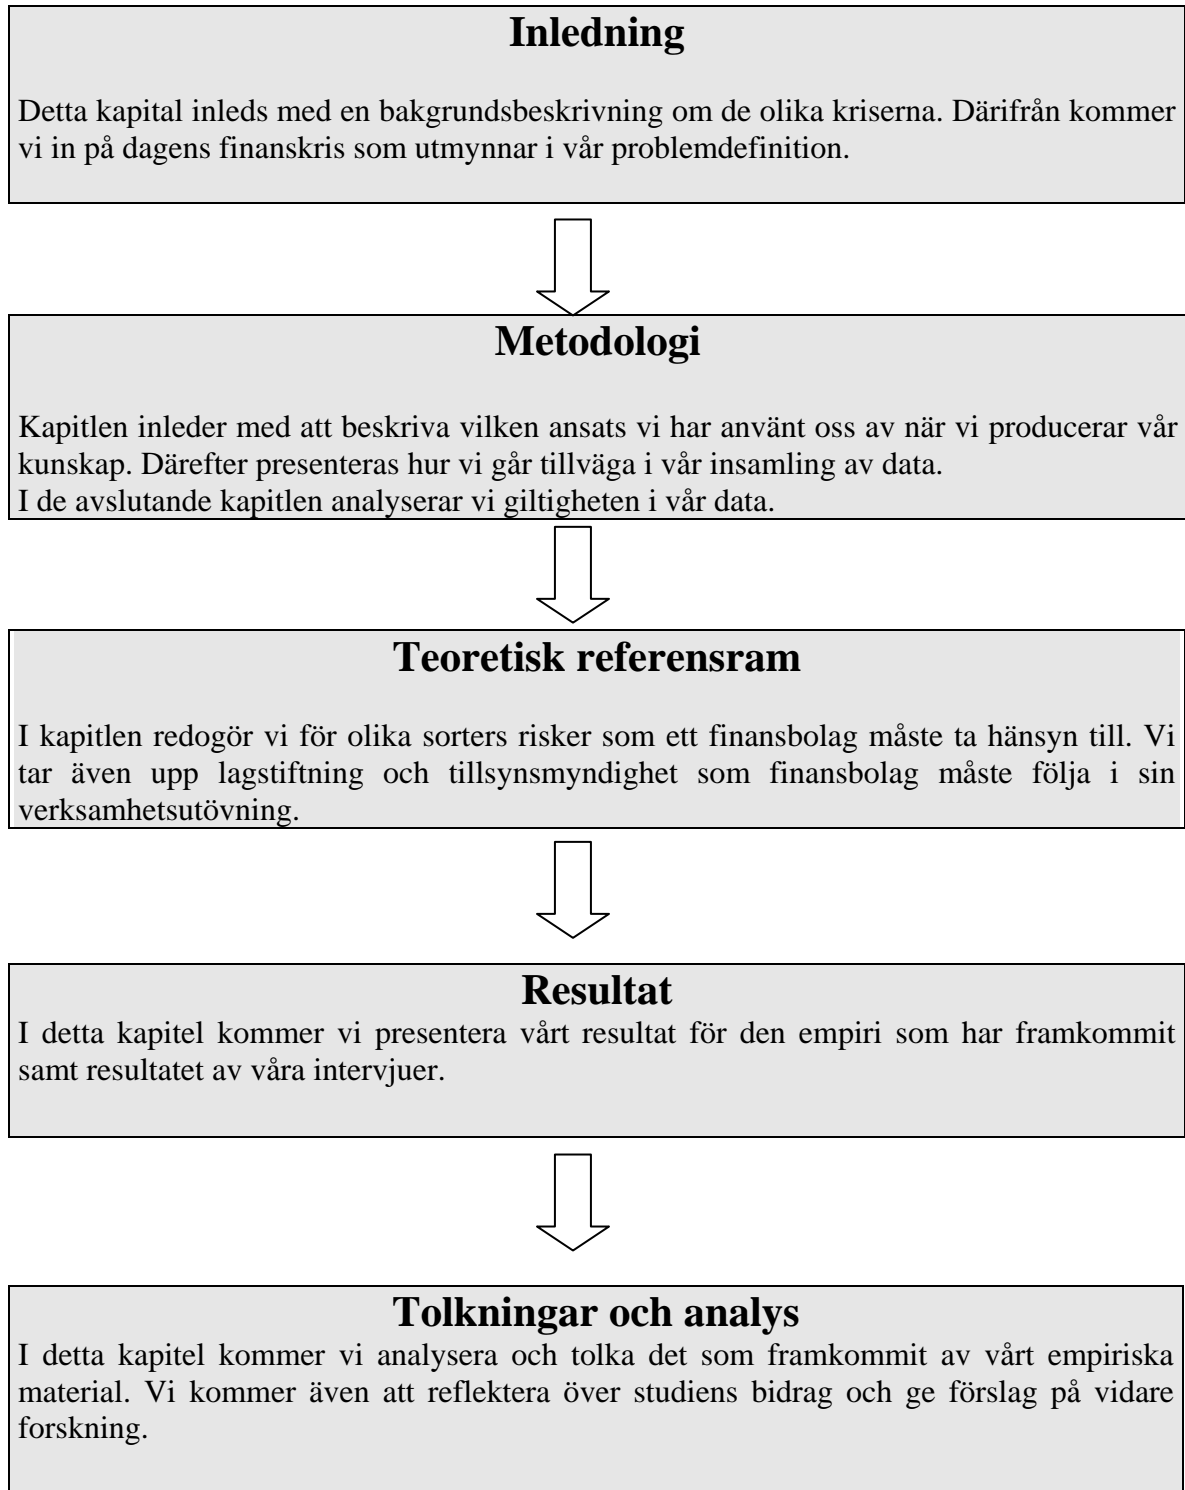 Inledning
Detta kapital inleds med en bakgrundsbeskrivning om de olika kriserna. Därifrån kommer
vi in på dagens finanskris som utmynnar i vår problemdefinition.
Metodologi
Kapitlen inleder med att beskriva vilken ansats vi har använt oss av när vi producerar vår
kunskap. Därefter presenteras hur vi går tillväga i vår insamling av data.
I de avslutande kapitlen analyserar vi giltigheten i vår data.
Teoretisk referensram
I kapitlen redogör vi för olika sorters risker som ett finansbolag måste ta hänsyn till. Vi
tar även upp lagstiftning och tillsynsmyndighet som finansbolag måste följa i sin
verksamhetsutövning.
Resultat
I detta kapitel kommer vi presentera vårt resultat för den empiri som har framkommit
samt resultatet av våra intervjuer.
Tolkningar och analys
I detta kapitel kommer vi analysera och tolka det som framkommit av vårt empiriska
material. Vi kommer även att reflektera över studiens bidrag och ge förslag på vidare
forskning.